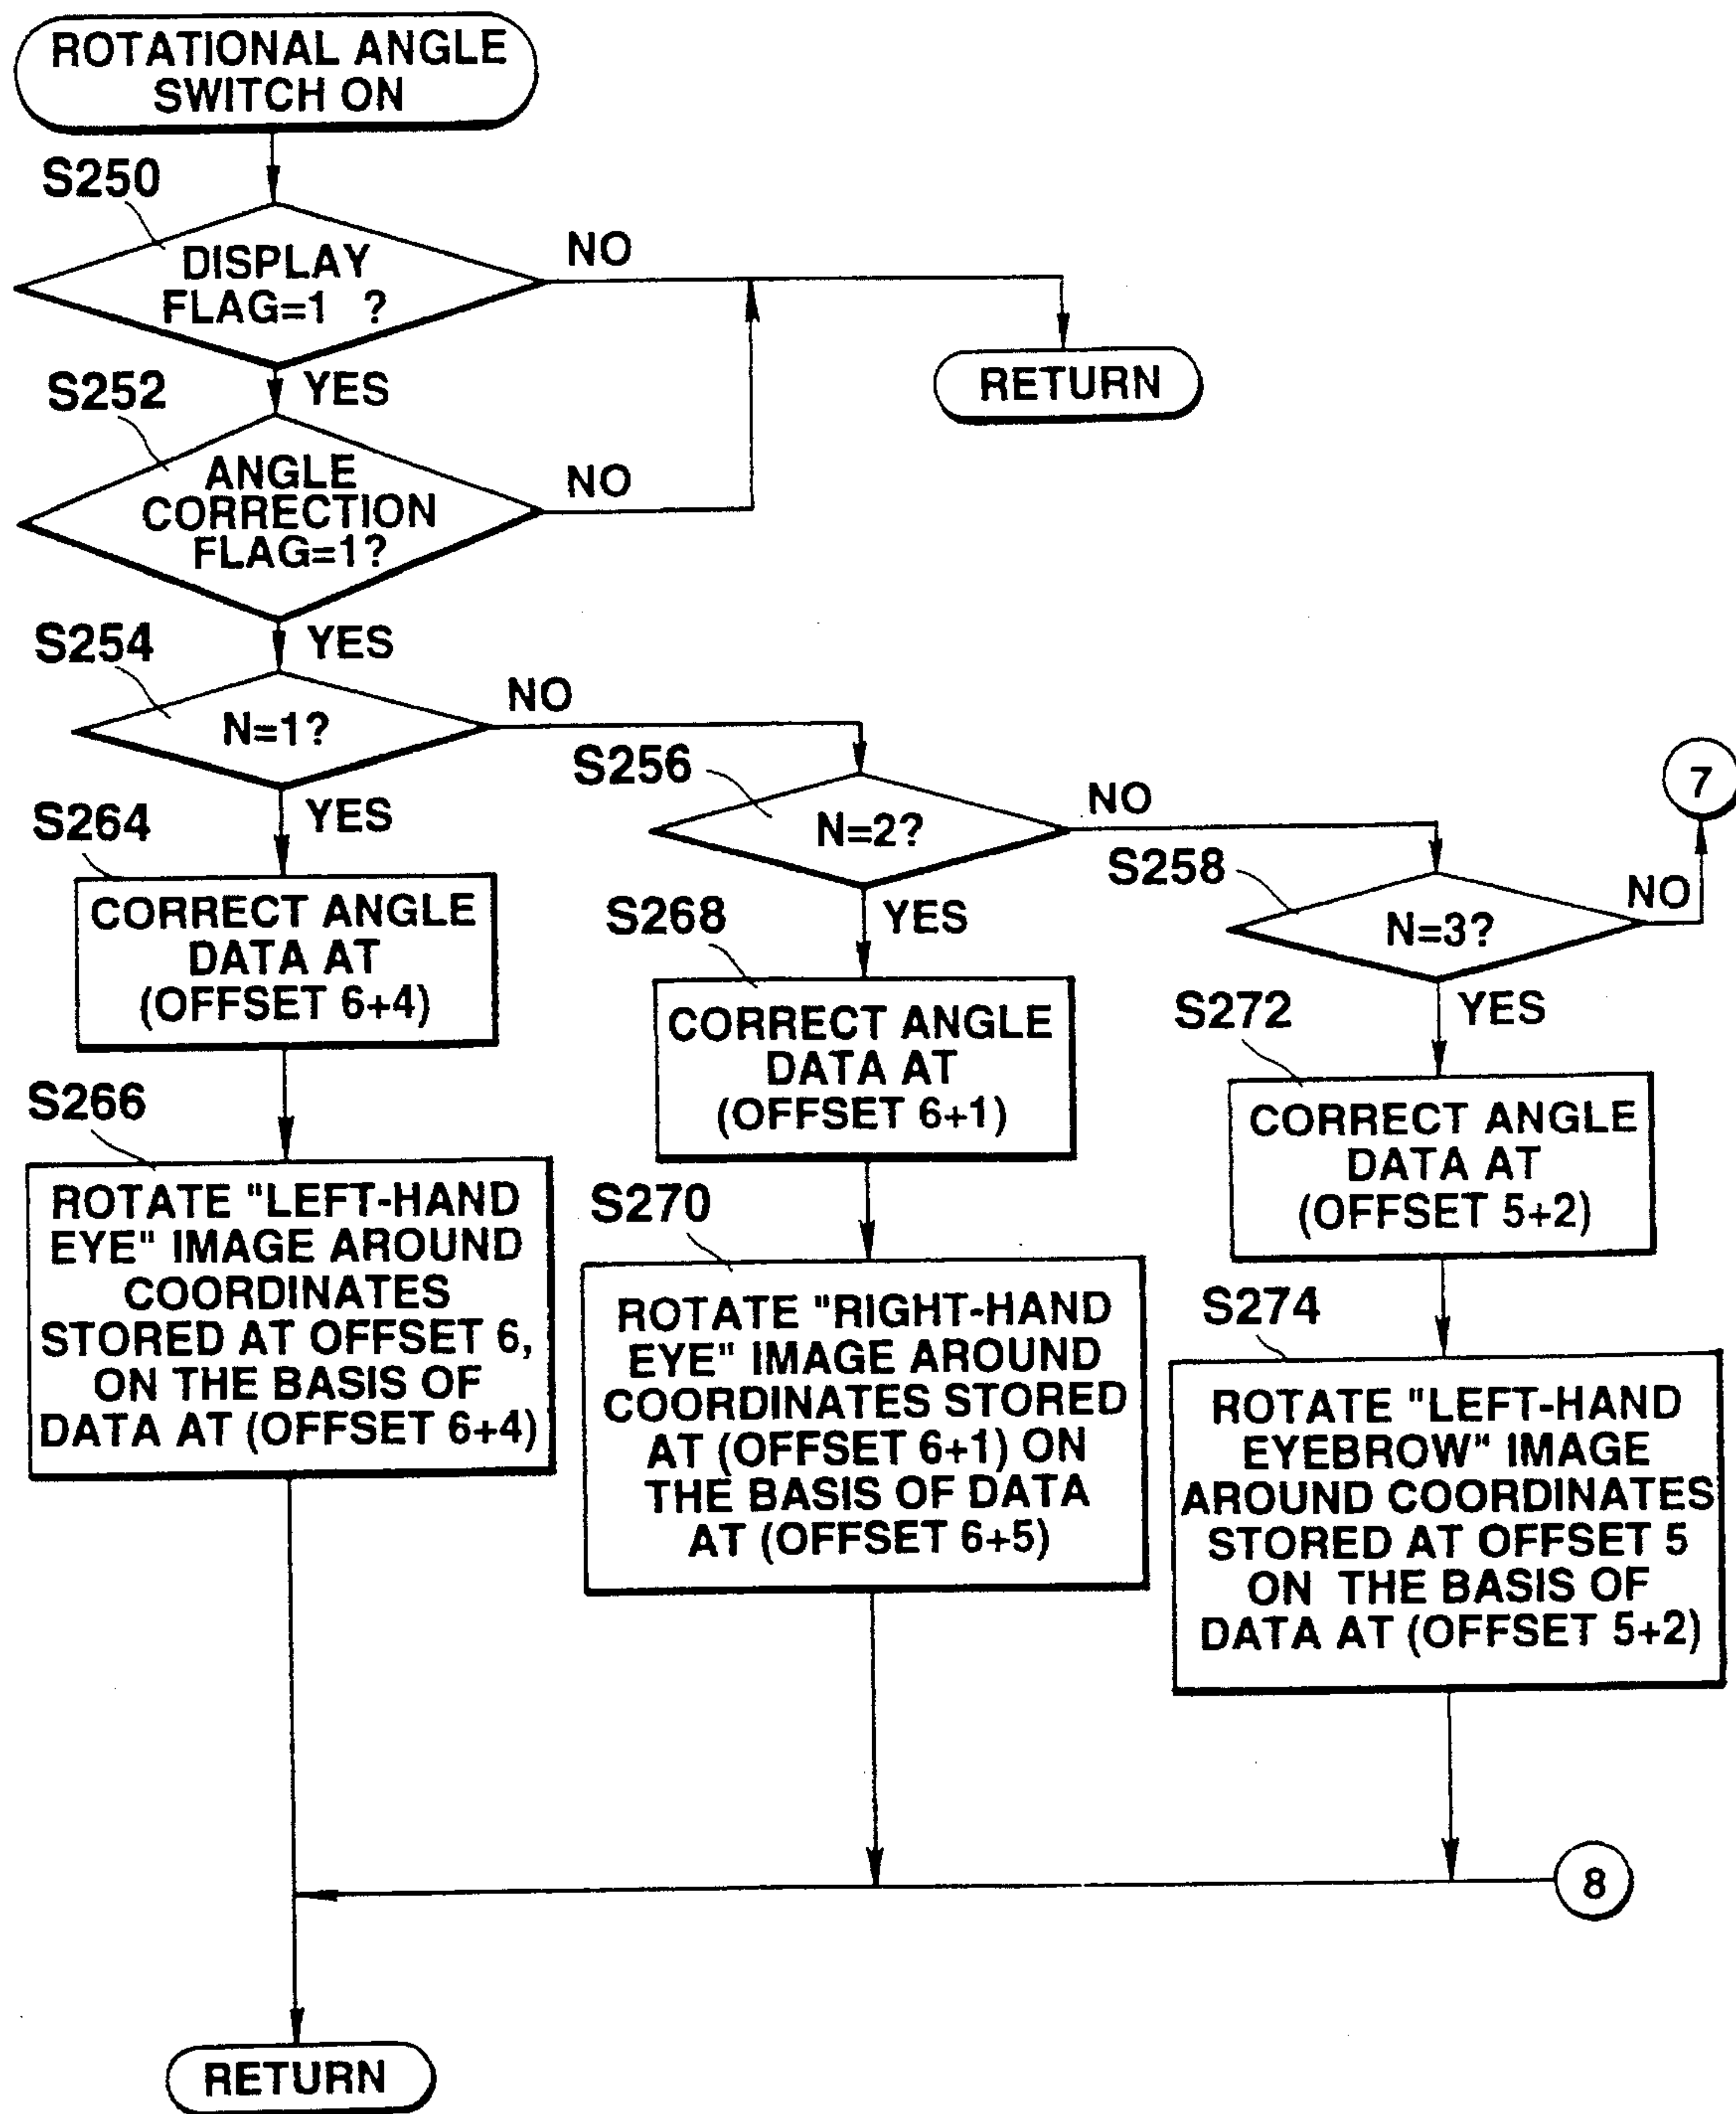 ROTATIONAL ANGLE
SWITCH ON
S250
DISPLAY
FLAG=1 ?
NO
RETURN
YES
S252
ANGLE
CORRECTION
FLAG=1?
NO
YES
S254
N=1?
NO
YES
S256
N=2?
NO
YES
S258
N=3?
NO
7
YES
S264
CORRECT ANGLE
DATA AT
(OFFSET 6+4)
S268
CORRECT ANGLE
DATA AT
(OFFSET 6+1)
S272
CORRECT ANGLE
DATA AT
(OFFSET 5+2)
S266
ROTATE "LEFT-HAND
EYE" IMAGE AROUND
COORDINATES
STORED AT OFFSET 6,
ON THE BASIS OF
DATA AT (OFFSET 6+4)
S270
ROTATE "RIGHT-HAND
EYE" IMAGE AROUND
COORDINATES STORED
AT (OFFSET 6+1) ON
THE BASIS OF DATA
AT (OFFSET 6+5)
S274
ROTATE "LEFT-HAND
EYEBROW" IMAGE
AROUND COORDINATES
STORED AT OFFSET 5
ON THE BASIS OF
DATA AT (OFFSET 5+2)
8
RETURN